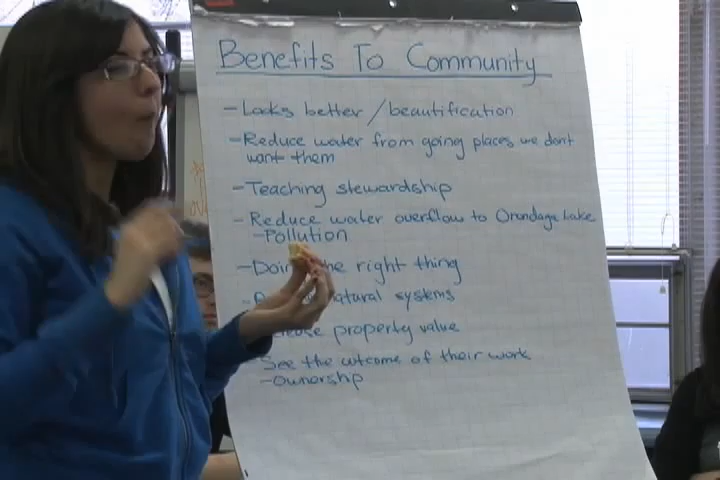 Benefits To Community
- Looks better / beautification
- Reduce water from going places we don't
want them
- Teaching stewardship
- Reduce water overflow to Onondaga Lake
- Pollution
- the right thing
natural systems
property value
See the outcome of their work
- Ownership